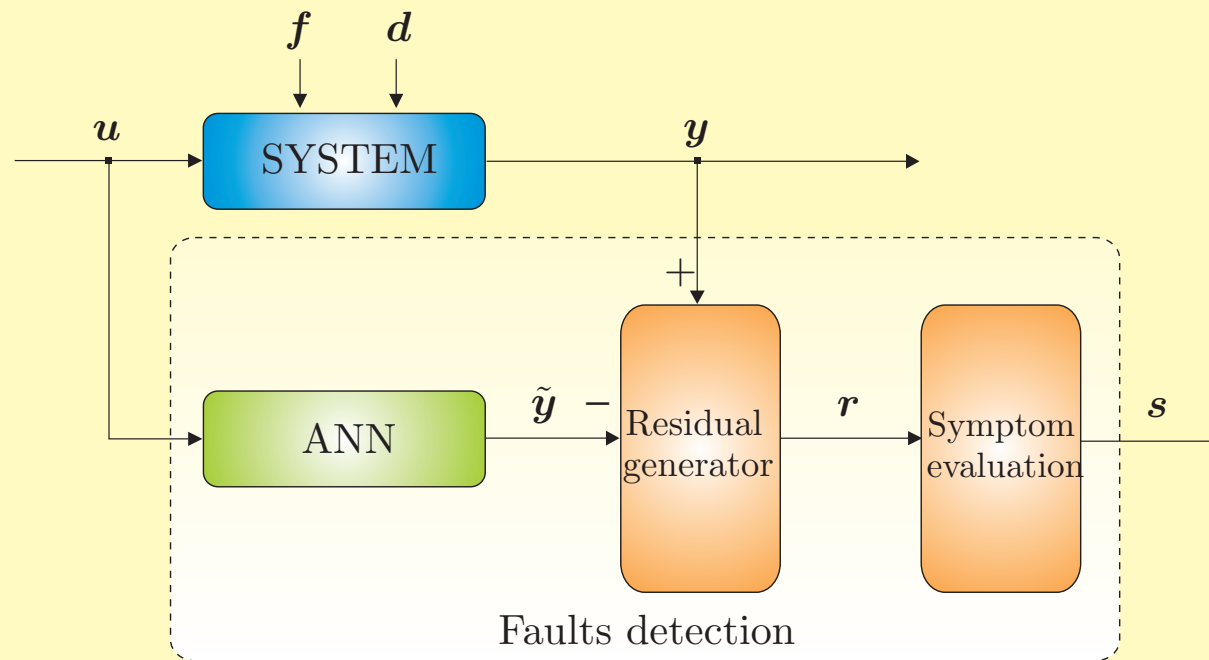 f d
u
SYSTEM
y
+
ANN
ỹ –
Residual
generator
r
Symptom
evaluation
s
Faults detection